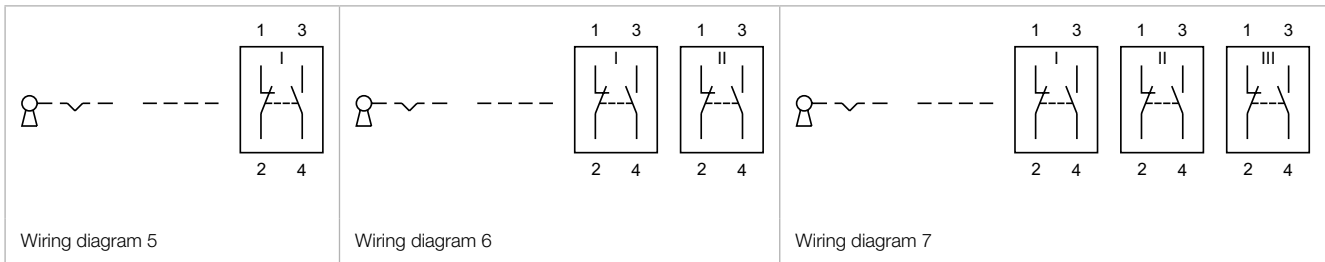 1 3
I
2 4
Wiring diagram 5
1 3 1 3
I II
2 4 2 4
Wiring diagram 6
1 3 1 3 1 3
I II III
2 4 2 4 2 4
Wiring diagram 7